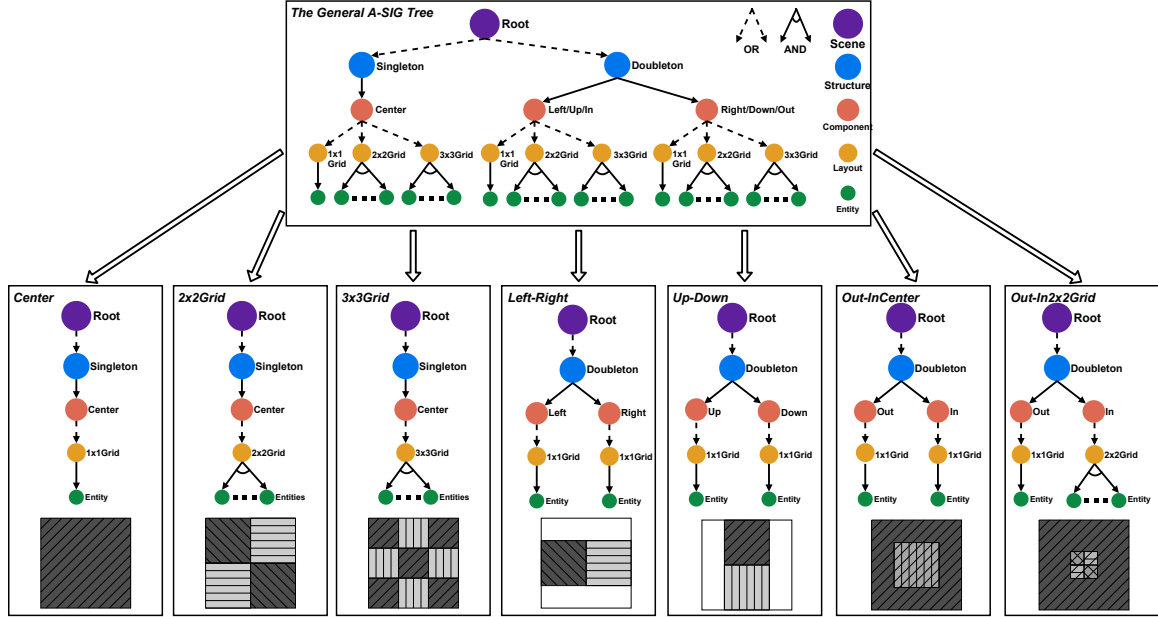 The General A-SIG Tree
Root
OR
AND
Scene
Singleton
Doubleton
Structure
Center
Left/Up/In
Right/Down/Out
Component
1x1
Grid
2x2Grid
3x3Grid
1x1
Grid
2x2Grid
3x3Grid
1x1
Grid
2x2Grid
3x3Grid
Layout
Entity
Center
Root
Singleton
Center
1x1Grid
Entity
2x2Grid
Root
Singleton
Center
2x2Grid
Entities
3x3Grid
Root
Singleton
Center
3x3Grid
Entities
Left-Right
Root
Doubleton
Left
Right
1x1Grid
1x1Grid
Entity
Entity
Up-Down
Root
Doubleton
Up
Down
1x1Grid
1x1Grid
Entity
Entity
Out-InCenter
Root
Doubleton
Out
In
1x1Grid
1x1Grid
Entity
Entity
Out-In2x2Grid
Root
Doubleton
Out
In
1x1Grid
2x2Grid
Entity
Entities